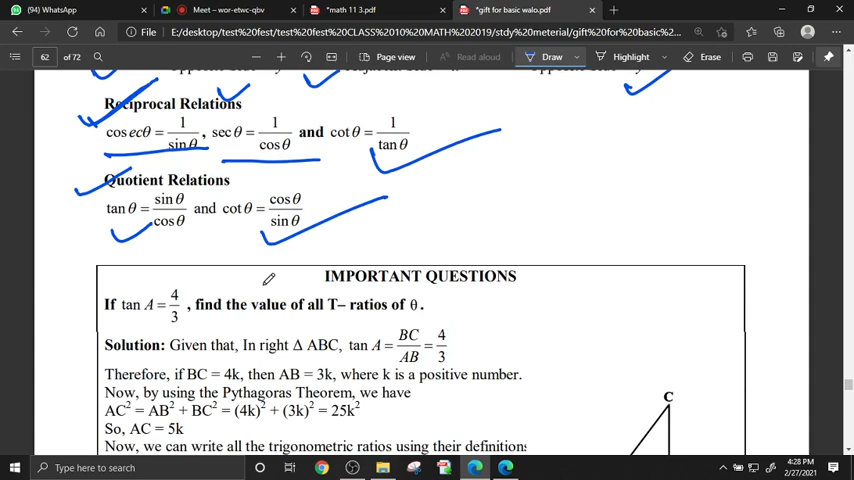 (94) WhatsApp
Meet – wor-etwc-qbv
*math 11 3.pdf
*gift for basic walo.pdf
File
E:/desktop/test%20fest/test%20fest/CLASS%2010%20MATH%202019/stdy%20meterial/gift%20for%20basic%...
62 of 72
Page view
Read aloud
Draw
Highlight
Erase
Reciprocal Relations
cos ecθ = 1/sinθ , secθ = 1/cosθ and cotθ = 1/tanθ
Quotient Relations
tanθ = sinθ/cosθ and cotθ = cosθ/sinθ
IMPORTANT QUESTIONS
If tan A = 4/3 , find the value of all T– ratios of θ .
Solution: Given that, In right Δ ABC, tan A = BC/AB = 4/3
Therefore, if BC = 4k, then AB = 3k, where k is a positive number.
Now, by using the Pythagoras Theorem, we have
AC² = AB² + BC² = (4k)² + (3k)² = 25k²
So, AC = 5k
C
Now, we can write all the trigonometric ratios using their definitions
Type here to search
4:28 PM
2/27/2021